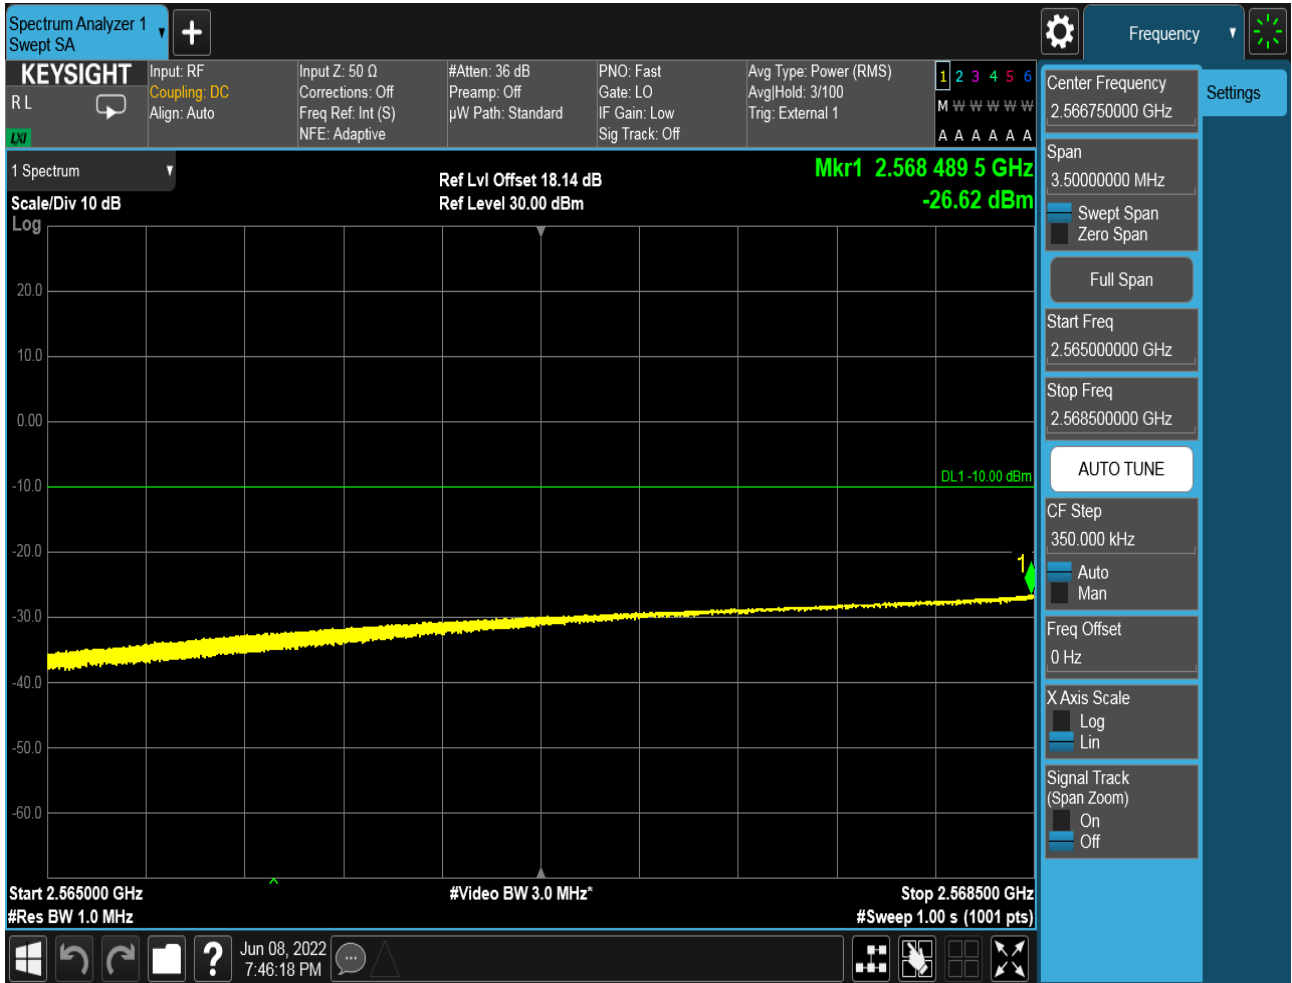 Spectrum Analyzer 1
Swept SA
Frequency
KEYSIGHT
R L
LXI
Input: RF
Coupling: DC
Align: Auto
Input Z: 50 Ω
Corrections: Off
Freq Ref: Int (S)
NFE: Adaptive
#Atten: 36 dB
Preamp: Off
µW Path: Standard
PNO: Fast
Gate: LO
IF Gain: Low
Sig Track: Off
Avg Type: Power (RMS)
Avg|Hold: 3/100
Trig: External 1
1 2 3 4 5 6
M W W W W W
A A A A A A
1 Spectrum
Scale/Div 10 dB
Log
Ref Lvl Offset 18.14 dB
Ref Level 30.00 dBm
Mkr1 2.568 489 5 GHz
-26.62 dBm
20.0
10.0
0.00
-10.0
-20.0
-30.0
-40.0
-50.0
-60.0
DL1 -10.00 dBm
1
Start 2.565000 GHz
#Res BW 1.0 MHz
#Video BW 3.0 MHz*
Stop 2.568500 GHz
#Sweep 1.00 s (1001 pts)
Jun 08, 2022
7:46:18 PM
Center Frequency
2.566750000 GHz
Span
3.50000000 MHz
Swept Span
Zero Span
Full Span
Start Freq
2.565000000 GHz
Stop Freq
2.568500000 GHz
AUTO TUNE
CF Step
350.000 kHz
Auto
Man
Freq Offset
0 Hz
X Axis Scale
Log
Lin
Signal Track
(Span Zoom)
On
Off
Settings